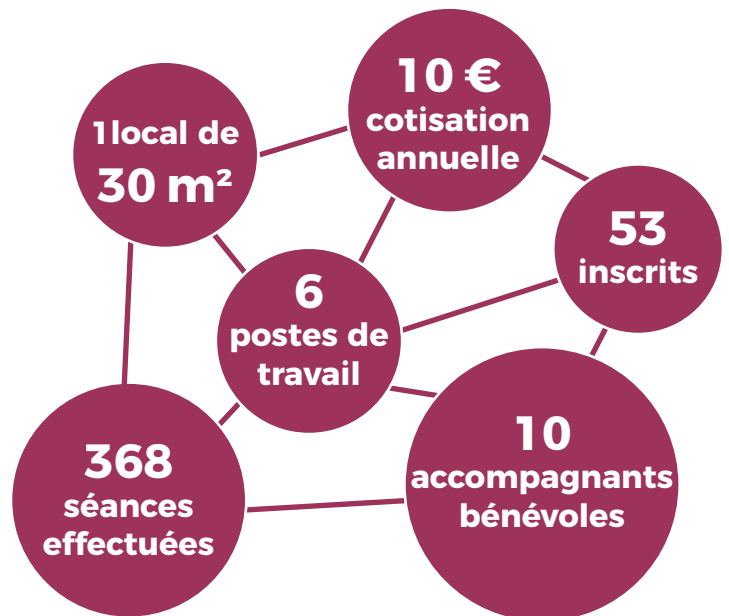 1 local de
30 m²
10 €
cotisation
annuelle
53
inscrits
6
postes de
travail
368
séances
effectuées
10
accompagnants
bénévoles